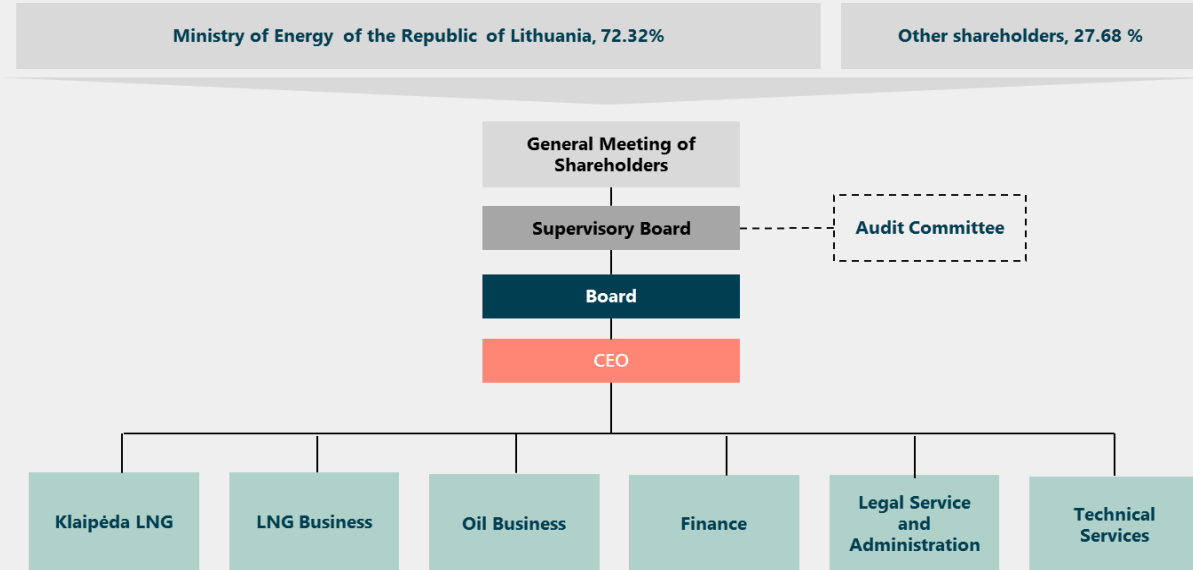 Ministry of Energy of the Republic of Lithuania, 72.32%
Other shareholders, 27.68 %
General Meeting of
Shareholders
Supervisory Board
Audit Committee
Board
CEO
Klaipėda LNG
LNG Business
Oil Business
Finance
Legal Service
and
Administration
Technical
Services